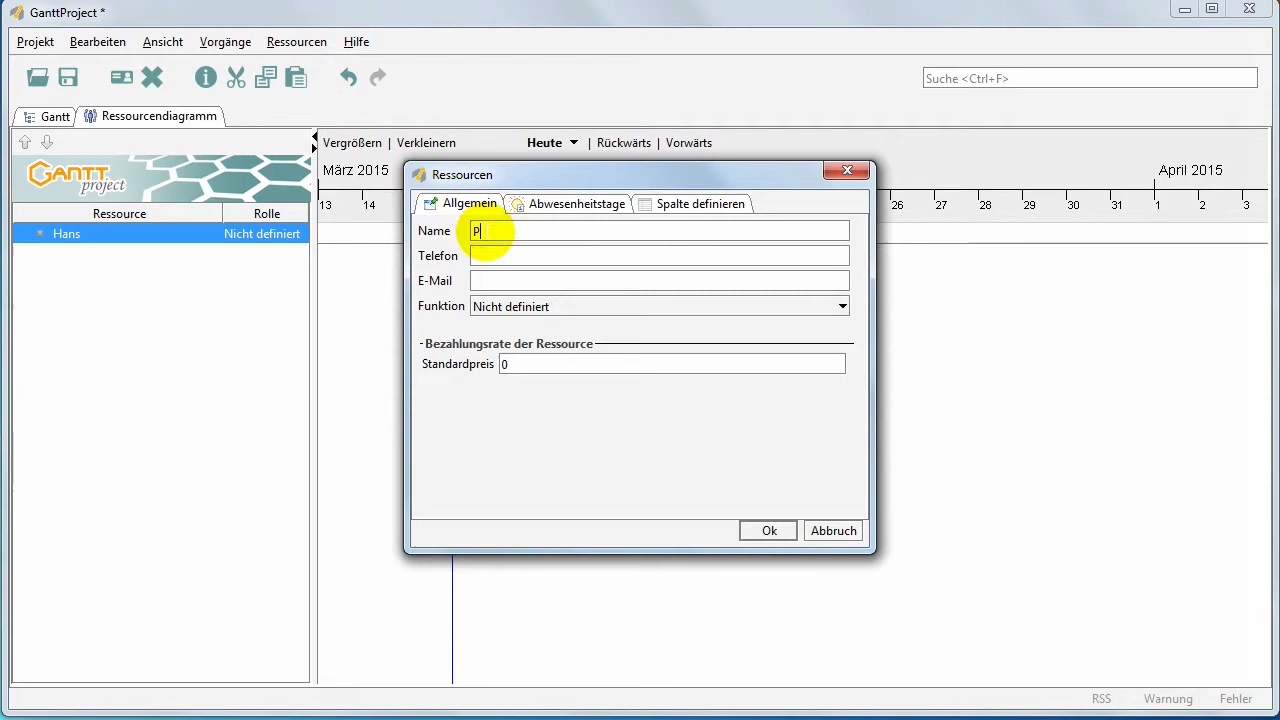 GanttProject *
Projekt Bearbeiten Ansicht Vorgänge Ressourcen Hilfe
Suche <Ctrl+F>
Gantt Ressourcendiagramm
Vergrößern | Verkleinern Heute | Rückwärts | Vorwärts
GANTT
project
März 2015
April 2015
13 14 26 27 28 29 30 31 1 2 3
Ressource Rolle
Hans Nicht definiert
Ressourcen
Allgemein Abwesenheitstage Spalte definieren
Name P
Telefon
E-Mail
Funktion Nicht definiert
Bezahlungsrate der Ressource
Standardpreis 0
Ok Abbruch
RSS Warnung Fehler